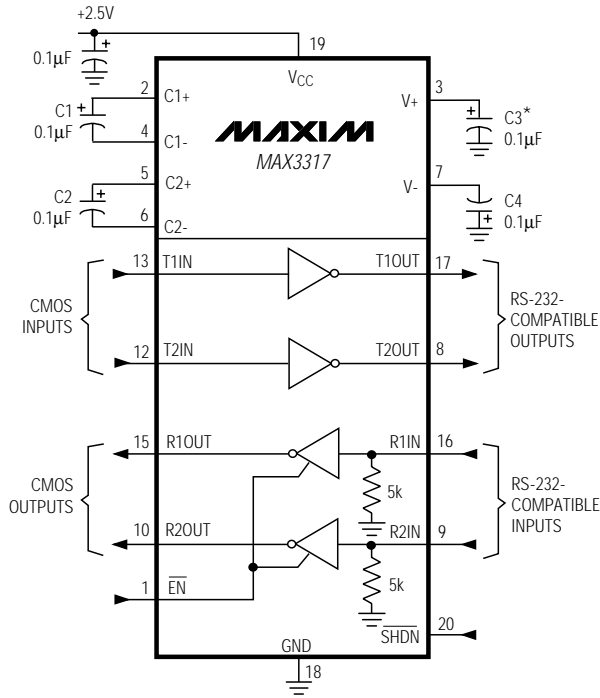 +2.5V
19
0.1μF
VCC
2
C1+
C1
0.1μF
4
C1-
5
C2+
C2
0.1μF
6
C2-
MAXIM
MAX3317
3
V+
C3*
0.1μF
7
V-
C4
0.1μF
13
T1IN
T1OUT
17
CMOS
INPUTS
RS-232-
COMPATIBLE
OUTPUTS
12
T2IN
T2OUT
8
15
R1OUT
R1IN
16
5k
CMOS
OUTPUTS
RS-232-
COMPATIBLE
INPUTS
10
R2OUT
R2IN
9
5k
1
EN
SHDN
20
GND
18